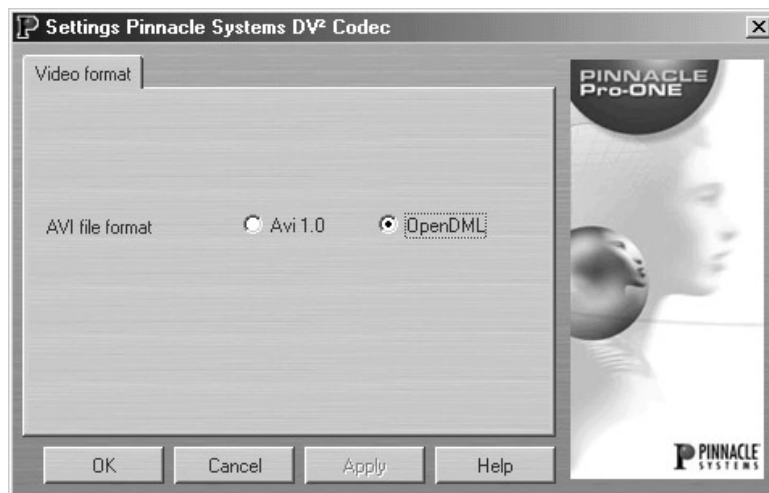 Settings Pinnacle Systems DV² Codec
Video format
PINNACLE
Pro-ONE
AVI file format
Avi 1.0
OpenDML
OK
Cancel
Apply
Help
PINNACLE
SYSTEMS